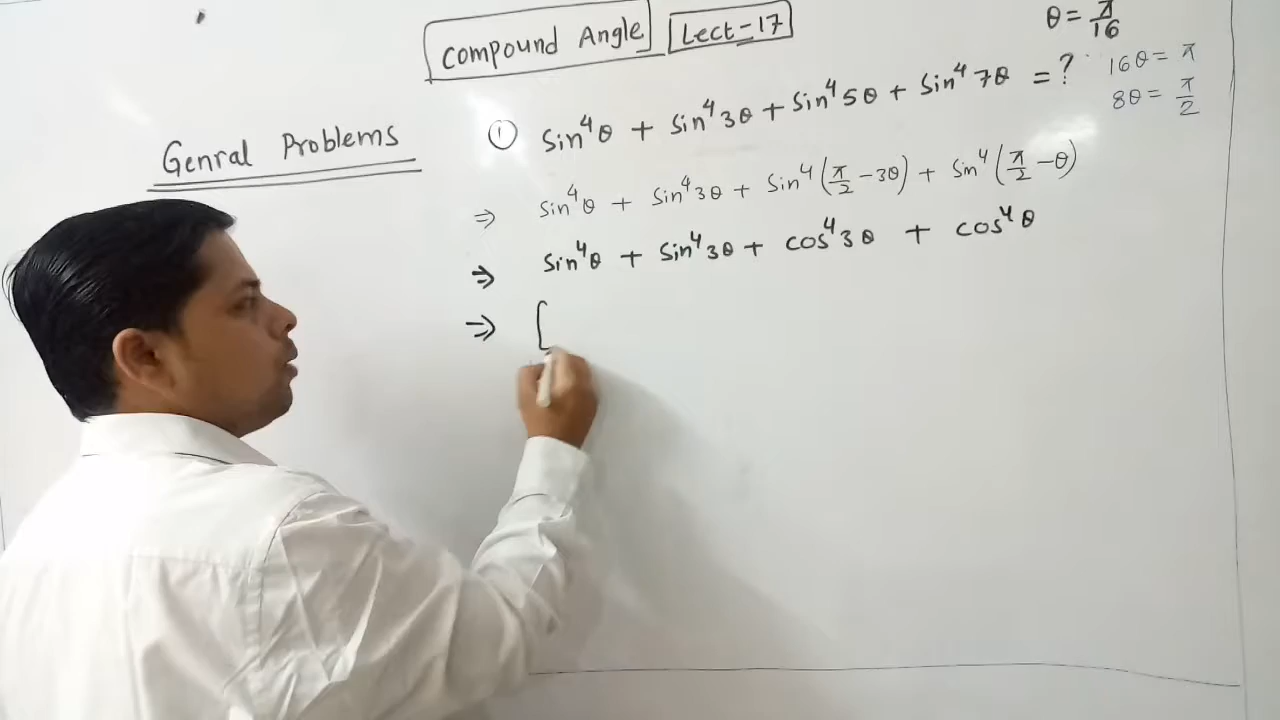 Compound Angle Lect-17
θ = π/16
16θ = π
8θ = π/2
Genral Problems
① Sin⁴θ + Sin⁴3θ + Sin⁴5θ + Sin⁴7θ = ?
⇒ Sin⁴θ + Sin⁴3θ + Sin⁴(π/2 – 3θ) + Sin⁴(π/2 – θ)
⇒ Sin⁴θ + Sin⁴3θ + cos⁴3θ + cos⁴θ
⇒ [